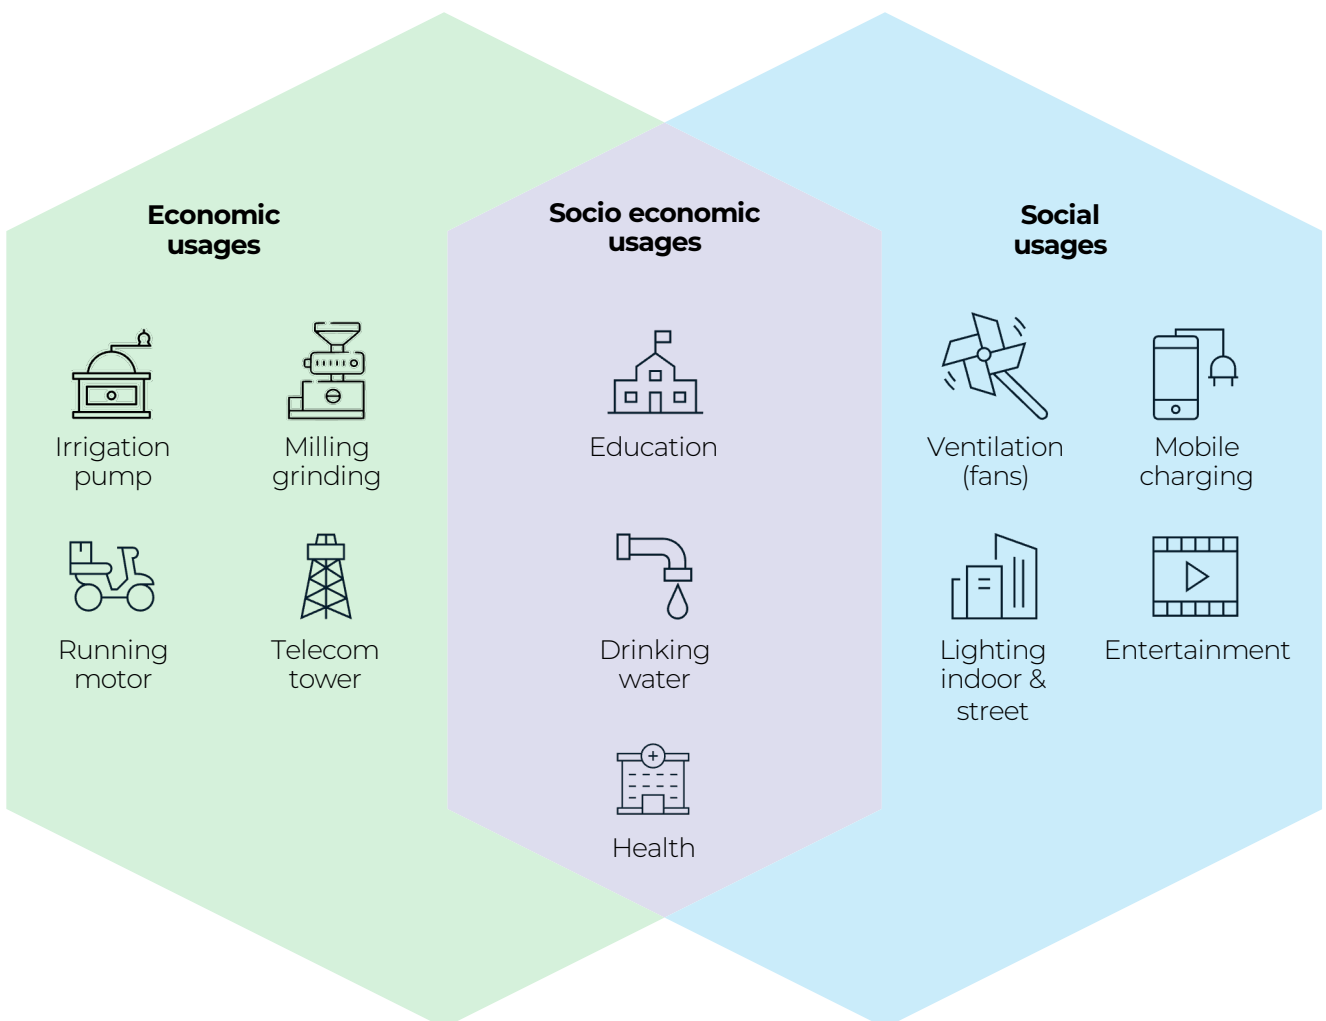 Economic
usages
Socio economic
usages
Social
usages
Irrigation
pump
Milling
grinding
Education
Ventilation
(fans)
Mobile
charging
Running
motor
Telecom
tower
Drinking
water
Lighting
indoor &
street
Entertainment
Health